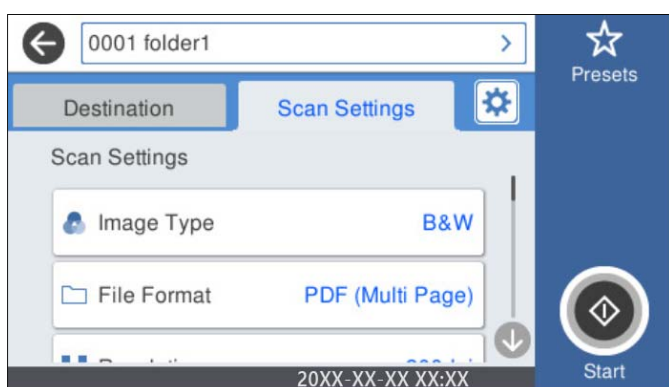 0001 folder1
Presets
Destination
Scan Settings
Scan Settings
Image Type
B&W
File Format
PDF (Multi Page)
20XX-XX-XX XX:XX
Start